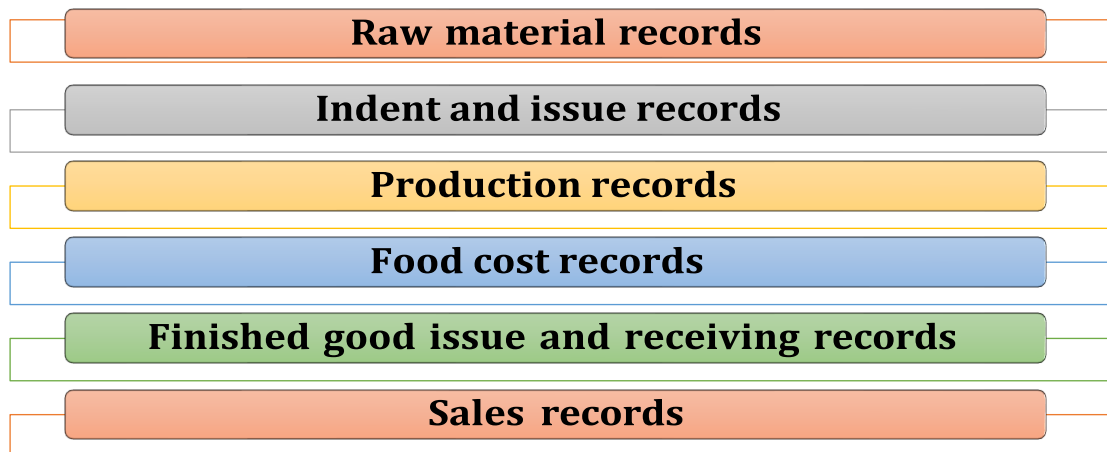 Raw material records
Indent and issue records
Production records
Food cost records
Finished good issue and receiving records
Sales records